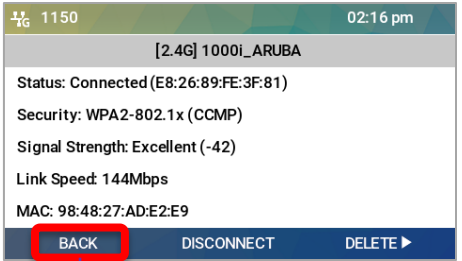 1G 1150 02:16 pm
[2.4G] 1000i_ARUBA
Status: Connected (E8:26:89:FE:3F:81)
Security: WPA2-802.1x (CCMP)
Signal Strength: Excellent (-42)
Link Speed: 144Mbps
MAC: 98:48:27:AD:E2:E9
BACK DISCONNECT DELETE